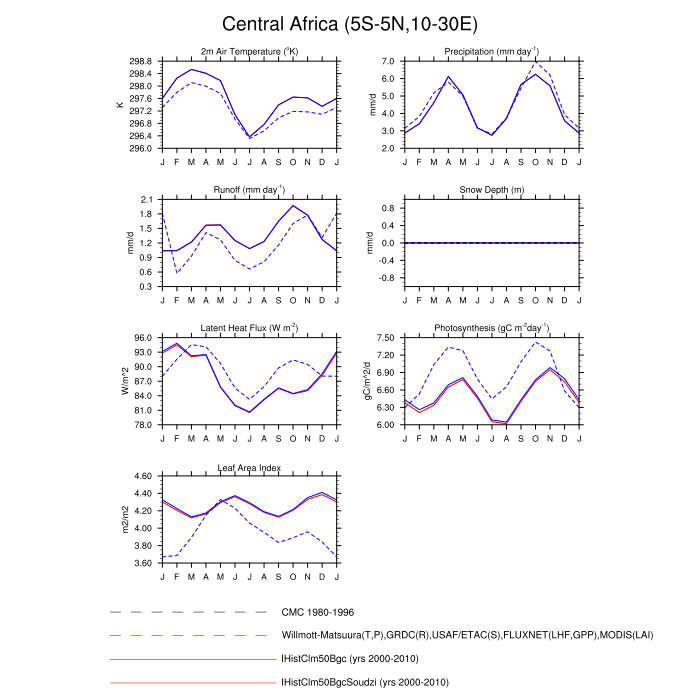 Central Africa (5S-5N,10-30E)
2m Air Temperature (°K)
298.8
298.4
298.0
297.6
297.2
296.8
296.4
296.0
K
J F M A M J J A S O N D J
Precipitation (mm day⁻¹)
7.0
6.0
5.0
4.0
3.0
2.0
mm/d
J F M A M J J A S O N D J
Runoff (mm day⁻¹)
2.1
1.8
1.5
1.2
0.9
0.6
0.3
mm/d
J F M A M J J A S O N D J
Snow Depth (m)
0.8
0.4
0.0
-0.4
-0.8
mm/d
J F M A M J J A S O N D J
Latent Heat Flux (W m⁻²)
96.0
93.0
90.0
87.0
84.0
81.0
78.0
W/m^2
J F M A M J J A S O N D J
Photosynthesis (gC m⁻²day⁻¹)
7.50
7.20
6.90
6.60
6.30
6.00
gC/m^2/d
J F M A M J J A S O N D J
Leaf Area Index
4.60
4.40
4.20
4.00
3.80
3.60
m2/m2
J F M A M J J A S O N D J
CMC 1980-1996
Willmott-Matsuura(T,P),GRDC(R),USAF/ETAC(S),FLUXNET(LHF,GPP),MODIS(LAI)
IHistClm50Bgc (yrs 2000-2010)
IHistClm50BgcSoudzi (yrs 2000-2010)